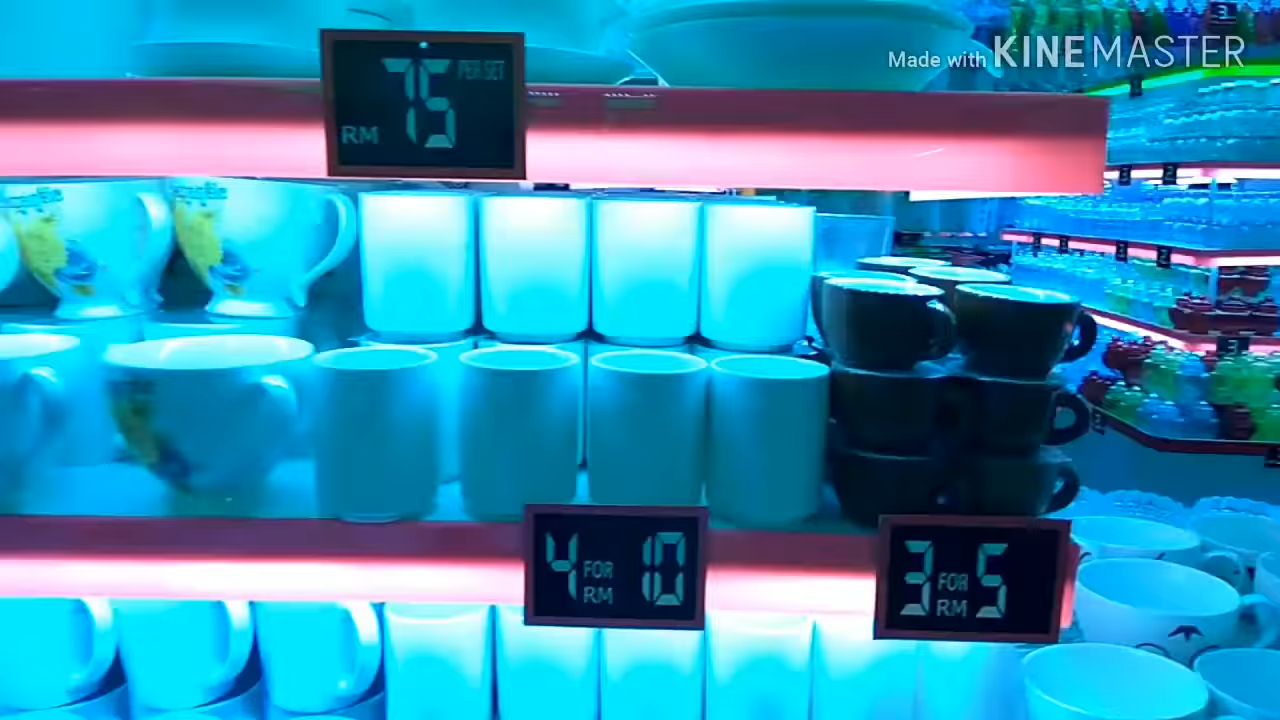 Made with KINEMASTER
75 PER SET
RM
4 FOR RM 10
3 FOR RM 5